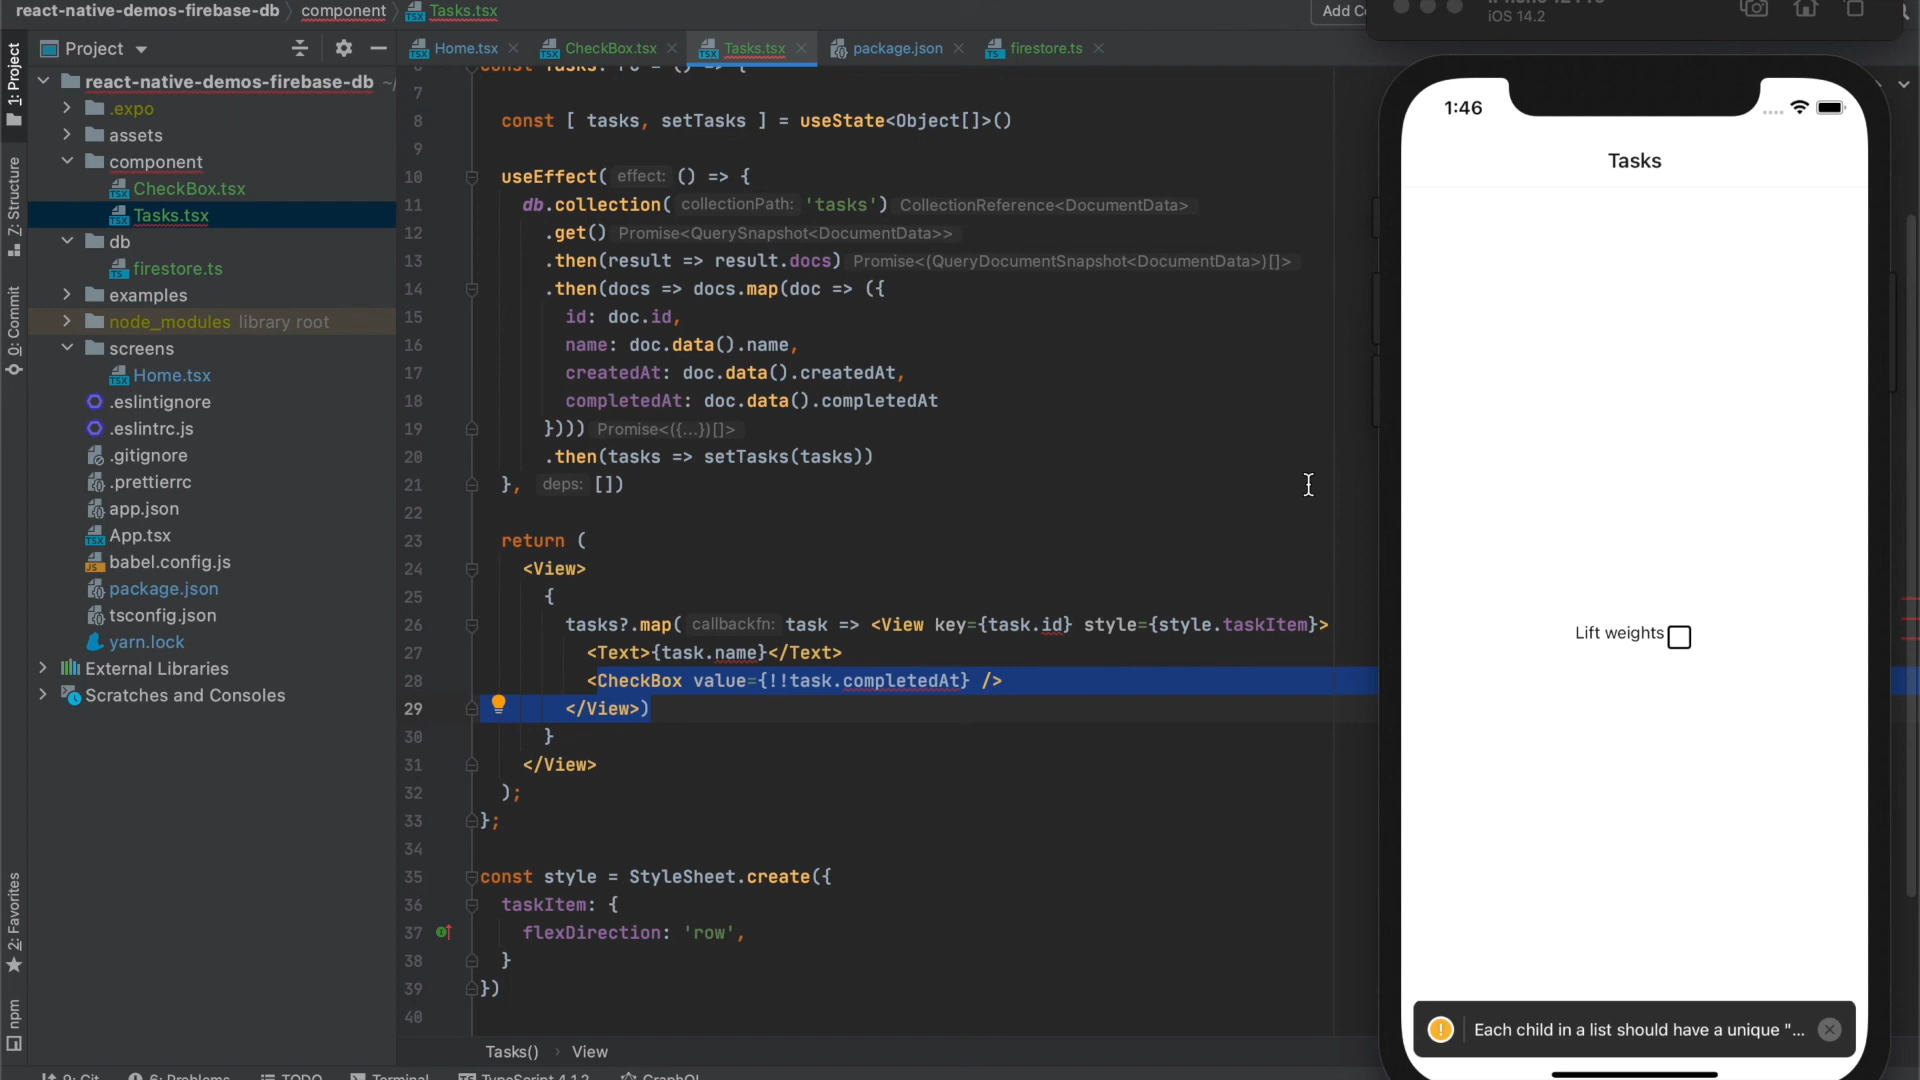 react-native-demos-firebase-db component Tasks.tsx
Project
Home.tsx CheckBox.tsx Tasks.tsx package.json firestore.ts
1: Project
Z: Structure
0: Commit
2: Favorites
npm
react-native-demos-firebase-db ~/
.expo
assets
component
CheckBox.tsx
Tasks.tsx
db
firestore.ts
examples
node_modules library root
screens
Home.tsx
.eslintignore
.eslintrc.js
.gitignore
.prettierrc
app.json
App.tsx
babel.config.js
package.json
tsconfig.json
yarn.lock
External Libraries
Scratches and Consoles
7
8 const [ tasks, setTasks ] = useState<Object[]>()
9
10 useEffect( effect: () => {
11 db.collection( collectionPath: 'tasks') CollectionReference<DocumentData>
12 .get() Promise<QuerySnapshot<DocumentData>>
13 .then(result => result.docs) Promise<(QueryDocumentSnapshot<DocumentData>)[]>
14 .then(docs => docs.map(doc => ({
15 id: doc.id,
16 name: doc.data().name,
17 createdAt: doc.data().createdAt,
18 completedAt: doc.data().completedAt
19 }))) Promise<({...})[]>
20 .then(tasks => setTasks(tasks))
21 }, deps: [])
22
23 return (
24 <View>
25 {
26 tasks?.map( callbackfn: task => <View key={task.id} style={style.taskItem}>
27 <Text>{task.name}</Text>
28 <CheckBox value={!!task.completedAt} />
29 </View>)
30 }
31 </View>
32 );
33 };
34
35 const style = StyleSheet.create({
36 taskItem: {
37 flexDirection: 'row',
38 }
39 })
40
Tasks() View
iOS 14.2
1:46
Tasks
Lift weights
Each child in a list should have a unique "...